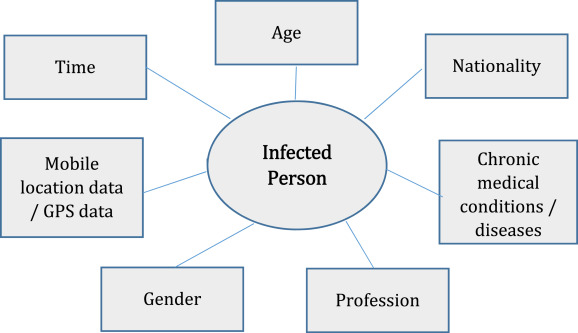 Age
Time
Nationality
Infected
Person
Mobile
location data
/ GPS data
Chronic
medical
conditions /
diseases
Gender
Profession